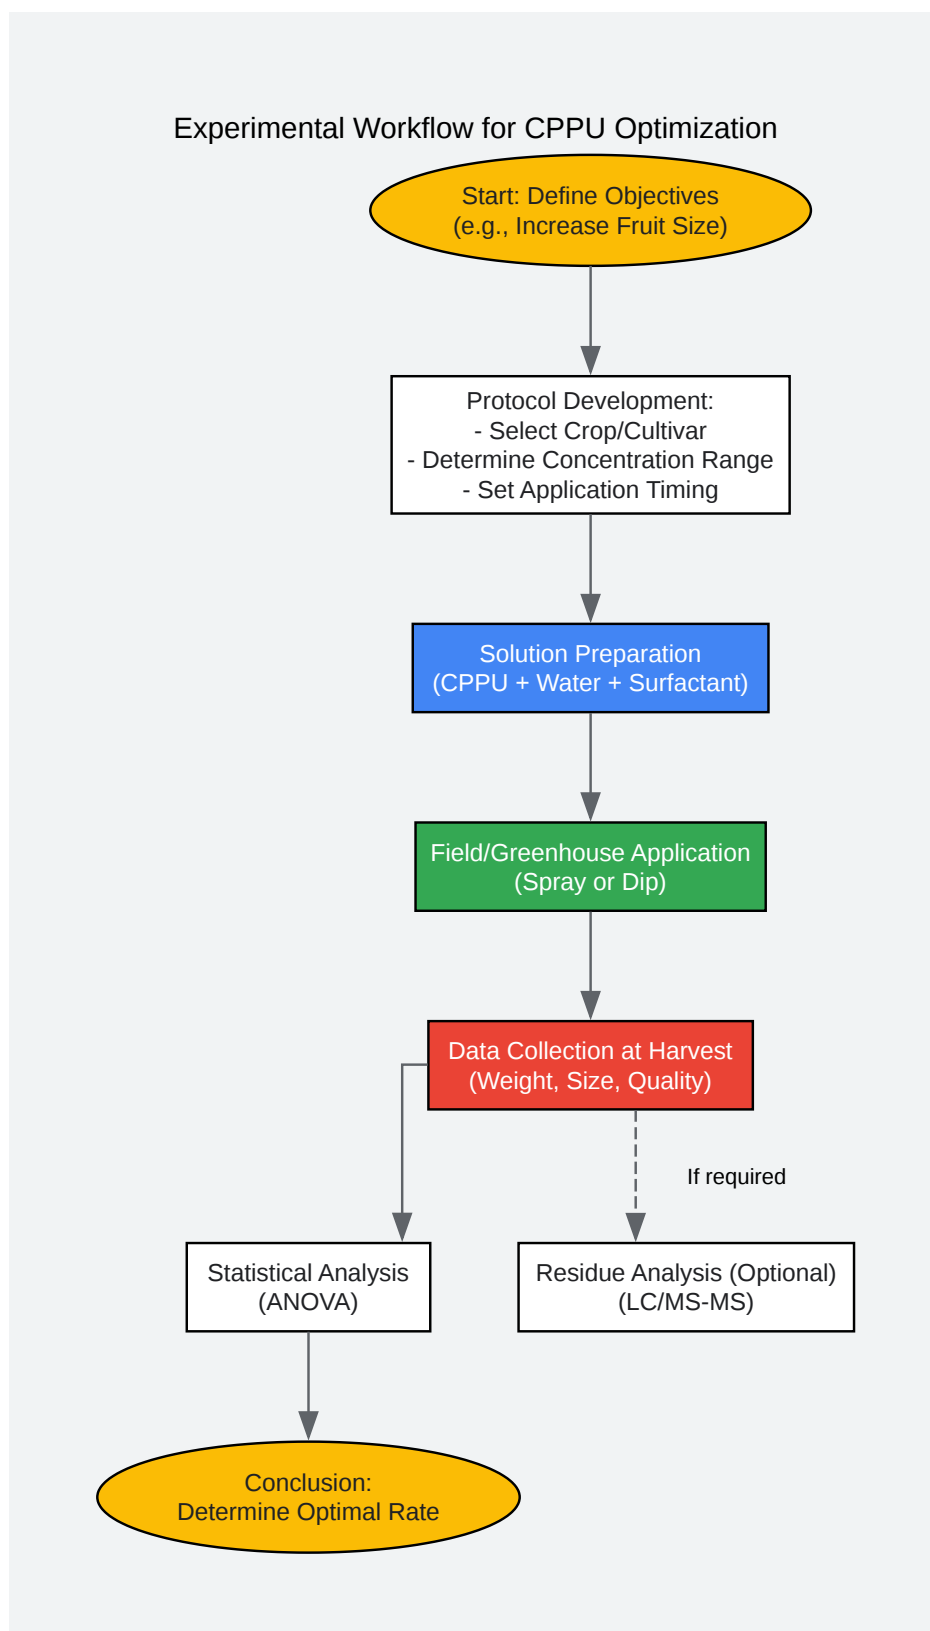 Experimental Workflow for CPPU Optimization
Start: Define Objectives
(e.g., Increase Fruit Size)
Protocol Development:
- Select Crop/Cultivar
- Determine Concentration Range
- Set Application Timing
Solution Preparation
(CPPU + Water + Surfactant)
Field/Greenhouse Application
(Spray or Dip)
Data Collection at Harvest
(Weight, Size, Quality)
If required
Statistical Analysis
(ANOVA)
Residue Analysis (Optional)
(LC/MS-MS)
Conclusion:
Determine Optimal Rate